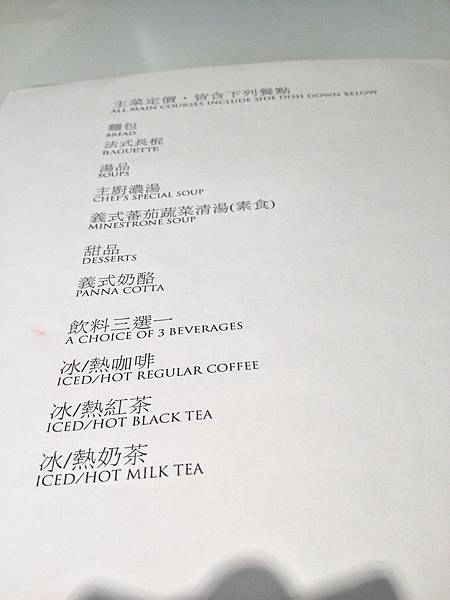 主菜定價，皆含下列餐點
ALL MAIN COURSES INCLUDE SIDE DISH DOWN BELOW
麵包
BREAD
法式長棍
BAGUETTE
湯品
SOUPS
主廚濃湯
CHEF'S SPECIAL SOUP
義式蕃茄蔬菜清湯(素食)
MINESTRONE SOUP
甜品
DESSERTS
義式奶酪
PANNA COTTA
飲料三選一
A CHOICE OF 3 BEVERAGES
冰/熱咖啡
ICED/HOT REGULAR COFFEE
冰/熱紅茶
ICED/HOT BLACK TEA
冰/熱奶茶
ICED/HOT MILK TEA